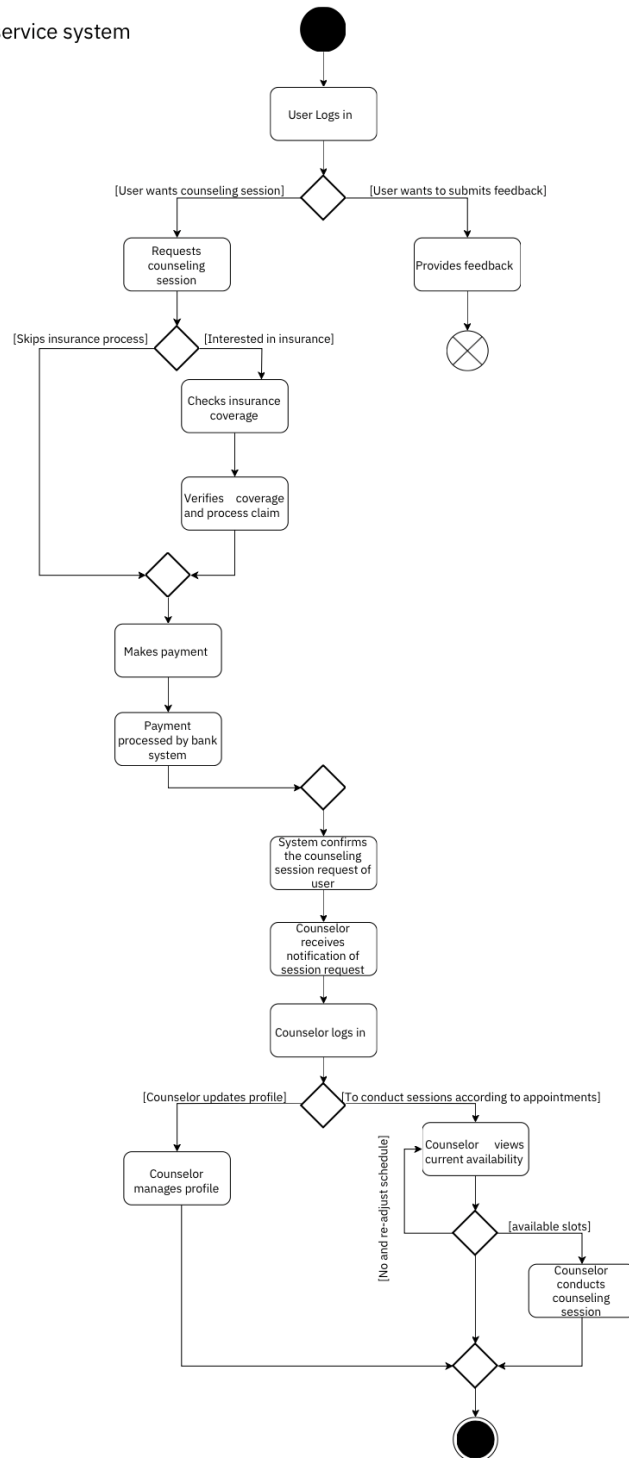 service system
User Logs in
[User wants counseling session]
[User wants to submits feedback]
Requests
counseling
session
Provides feedback
[Skips insurance process]
[Interested in insurance]
Checks insurance
coverage
Verifies coverage
and process claim
Makes payment
Payment
processed by bank
system
System confirms
the counseling
session request of
user
Counselor
receives
notification of
session request
Counselor logs in
[Counselor updates profile]
[To conduct sessions according to appointments]
Counselor views
current availability
[No and re-adjust schedule]
Counselor
manages profile
[available slots]
Counselor
conducts
counseling
session